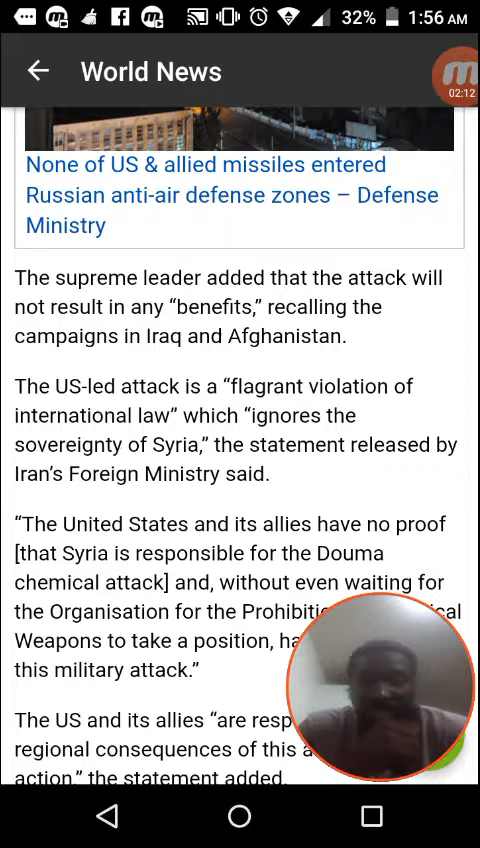 32% 1:56 AM
World News
02:12
None of US & allied missiles entered
Russian anti-air defense zones – Defense
Ministry
The supreme leader added that the attack will
not result in any “benefits,” recalling the
campaigns in Iraq and Afghanistan.
The US-led attack is a “flagrant violation of
international law” which “ignores the
sovereignty of Syria,” the statement released by
Iran’s Foreign Ministry said.
“The United States and its allies have no proof
[that Syria is responsible for the Douma
chemical attack] and, without even waiting for
the Organisation for the
Weapons to take a position,
this military attack.”
The US and its allies “are
regional consequences of this
action,” the statement added.